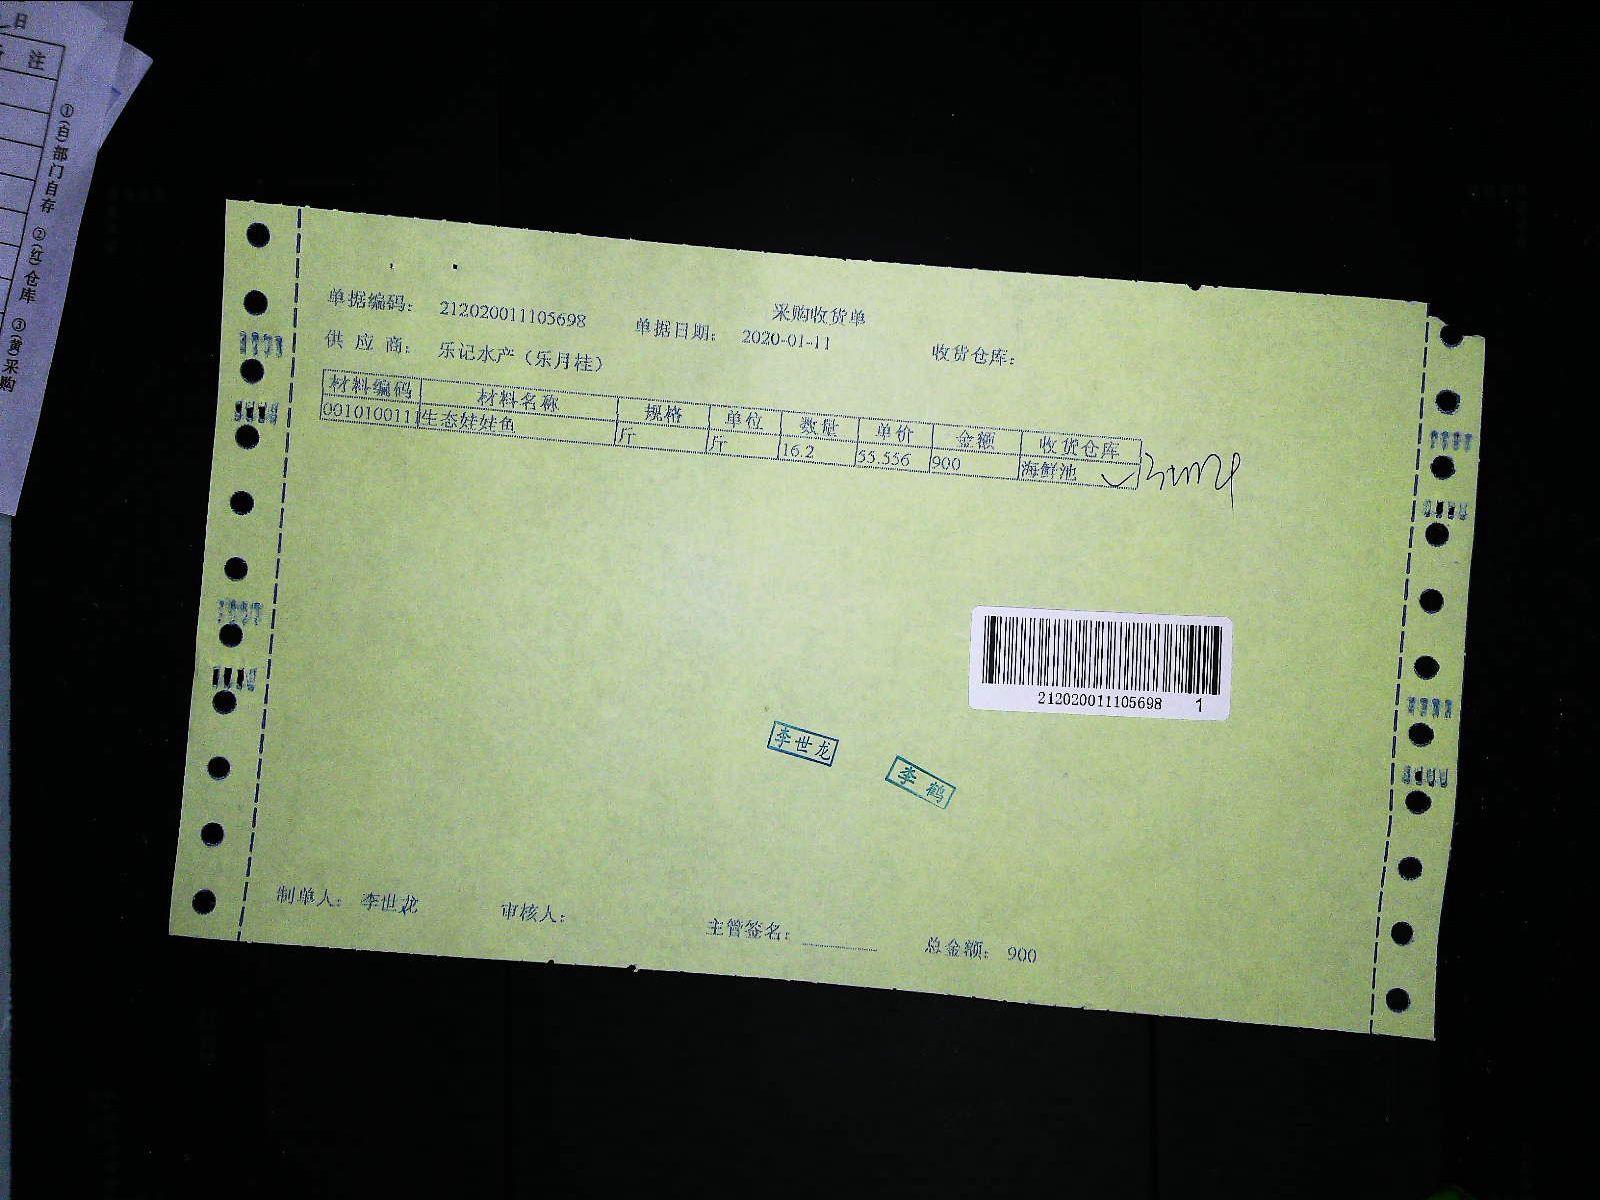 日
注
①(白)部门自存 ②(红)仓库 ③(黄)采购
采购收货单
单据编码: 212020011105698 单据日期: 2020-01-11 收货仓库:
供应商: 乐记水产(乐月桂)
材料编码 材料名称 规格 单位 数量 单价 金额 收货仓库
0010100111 生态娃娃鱼 斤 斤 16.2 55.556 900 海鲜池
212020011105698 1
李世龙
李鹤
制单人: 李世龙 审核人: 主管签名: 总金额: 900